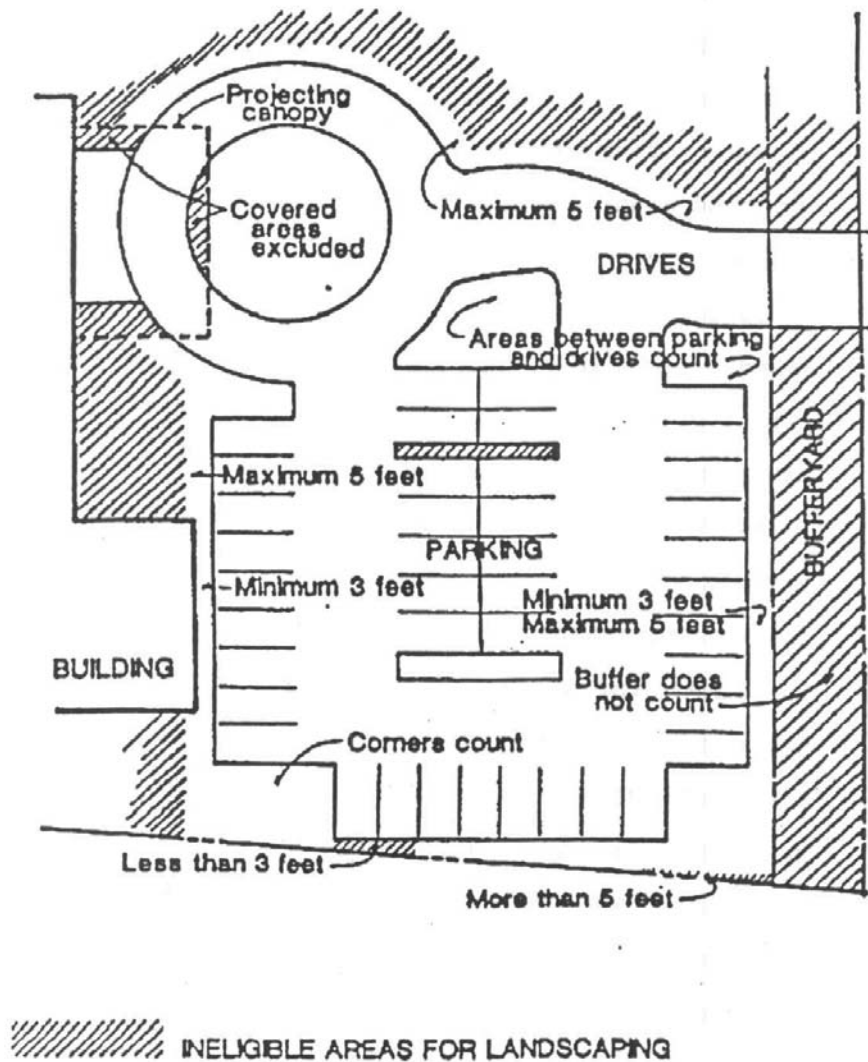 Projecting
canopy
Covered
areas
excluded
Maximum 5 feet
DRIVES
Areas between parking
and drives count
Maximum 5 feet
BUFFERYARD
PARKING
Minimum 3 feet
Minimum 3 feet
Maximum 5 feet
BUILDING
Buffer does
not count
Corners count
Less than 3 feet
More than 5 feet
INELIGIBLE AREAS FOR LANDSCAPING